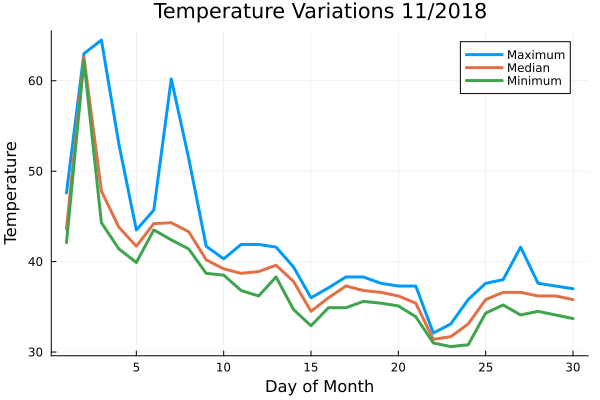 Temperature Variations 11/2018
Maximum
Median
Minimum
Temperature
60
50
40
30
5 10 15 20 25 30
Day of Month